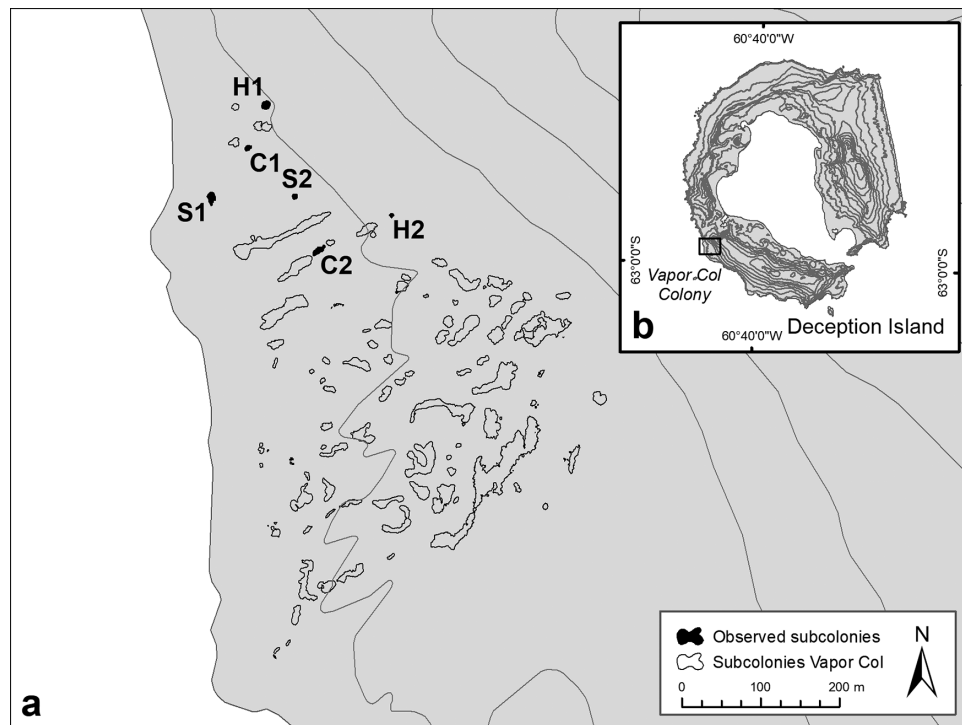 60°40'0"W
H1
C1
S2
S1
H2
C2
63°0'0"S
63°0'0"S
Vapor Col
Colony
b
Deception Island
60°40'0"W
Observed subcolonies
Subcolonies Vapor Col
N
0 100 200 m
a